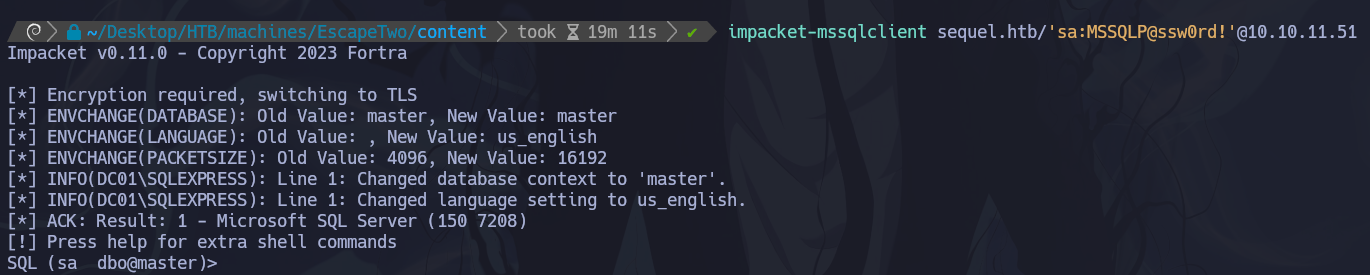 ~/Desktop/HTB/machines/EscapeTwo/content took 19m 11s ✔ impacket-mssqlclient sequel.htb/'sa:MSSQLP@ssw0rd!'@10.10.11.51
Impacket v0.11.0 - Copyright 2023 Fortra
[*] Encryption required, switching to TLS
[*] ENVCHANGE(DATABASE): Old Value: master, New Value: master
[*] ENVCHANGE(LANGUAGE): Old Value: , New Value: us_english
[*] ENVCHANGE(PACKETSIZE): Old Value: 4096, New Value: 16192
[*] INFO(DC01\SQLEXPRESS): Line 1: Changed database context to 'master'.
[*] INFO(DC01\SQLEXPRESS): Line 1: Changed language setting to us_english.
[*] ACK: Result: 1 - Microsoft SQL Server (150 7208)
[!] Press help for extra shell commands
SQL (sa  dbo@master)>